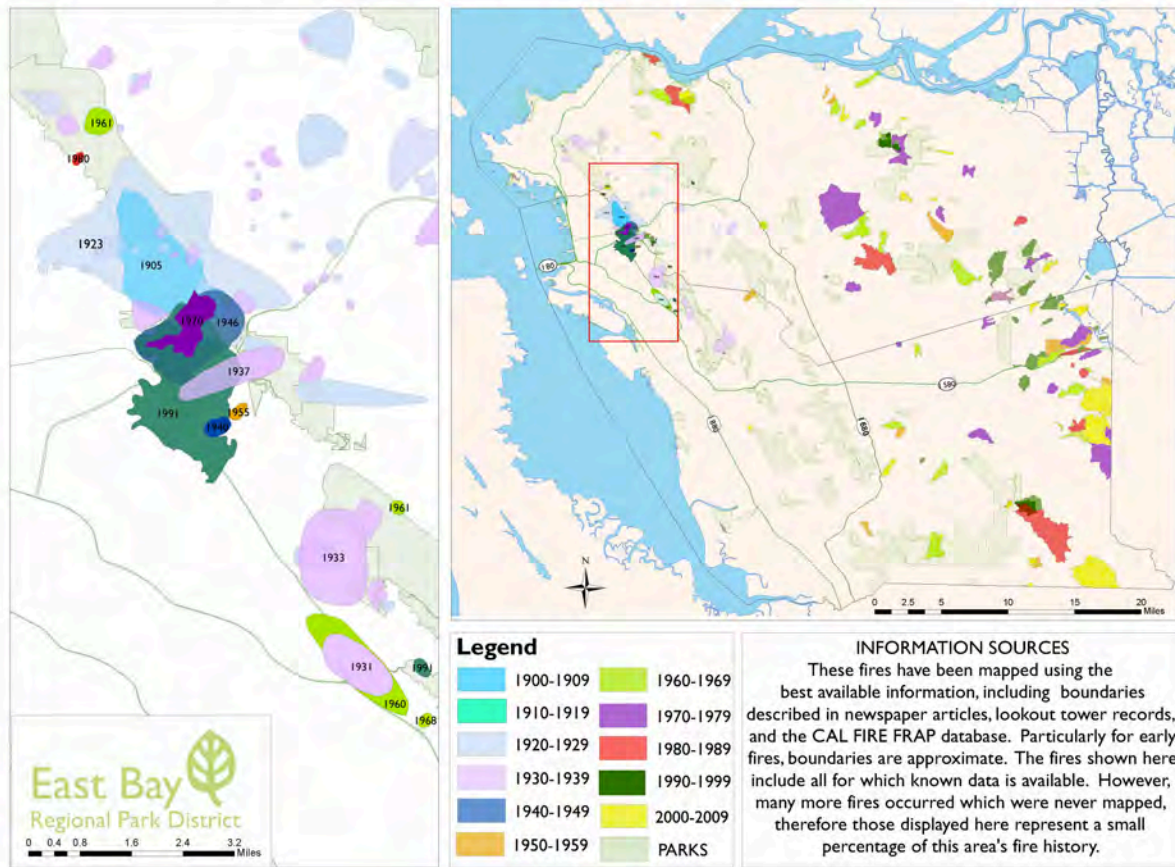 1961
1980
1923
1905
1970
1946
1937
1991
1955
1946
1961
1933
1931
1991
1960
1968
East Bay
Regional Park District
0 0.4 0.8 1.6 2.4 3.2
Miles
180
580
880
680
N
0 2.5 5 10 15 20
Miles
Legend
1900-1909
1910-1919
1920-1929
1930-1939
1940-1949
1950-1959
1960-1969
1970-1979
1980-1989
1990-1999
2000-2009
PARKS
INFORMATION SOURCES
These fires have been mapped using the
best available information, including boundaries
described in newspaper articles, lookout tower records,
and the CAL FIRE FRAP database. Particularly for early
fires, boundaries are approximate. The fires shown here
include all for which known data is available. However,
many more fires occurred which were never mapped,
therefore those displayed here represent a small
percentage of this area's fire history.